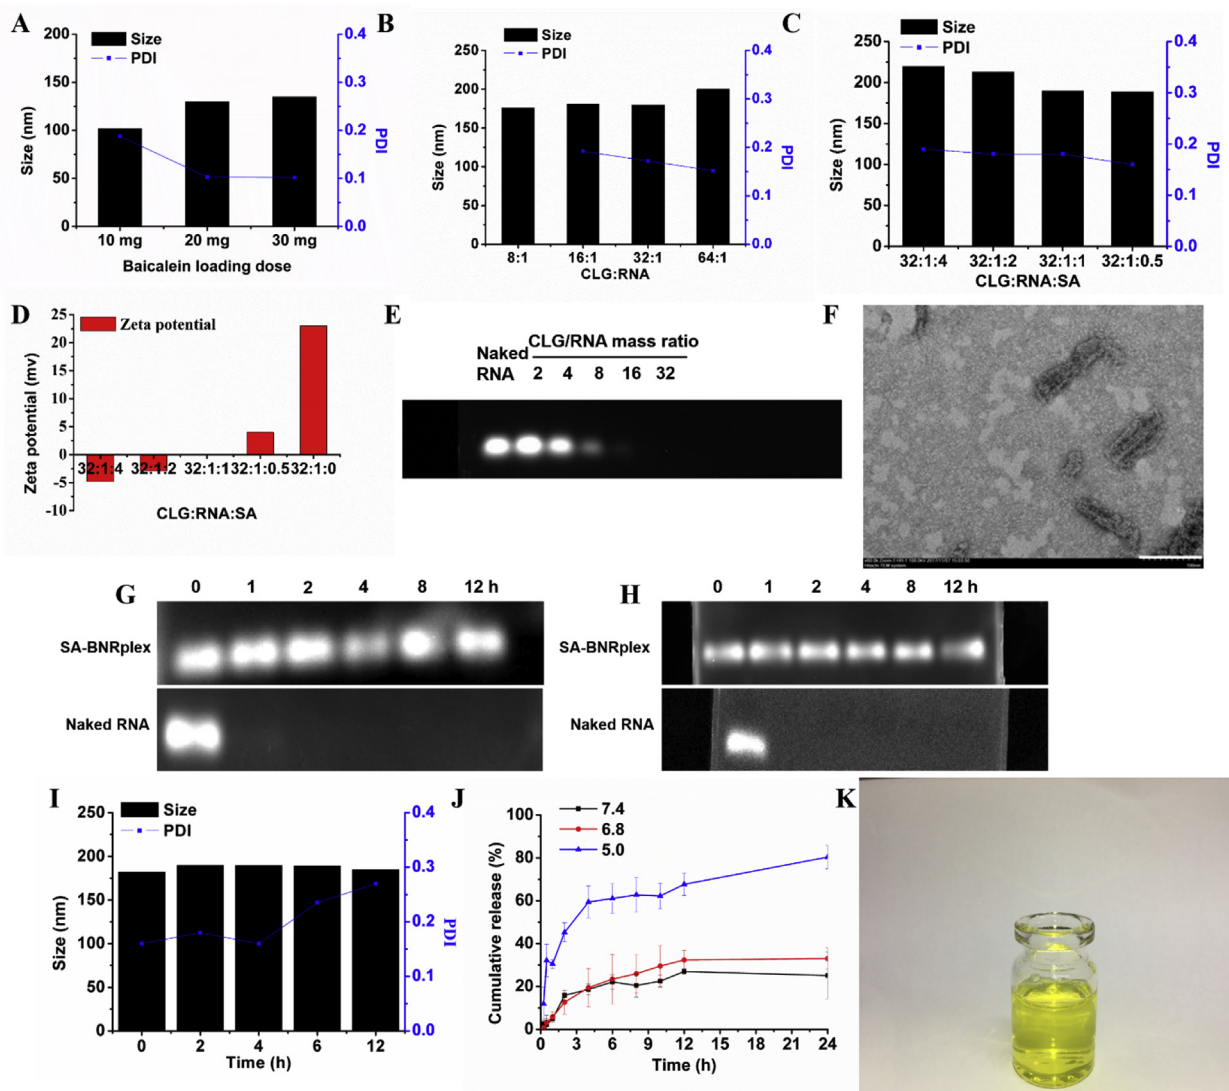 A
Size
PDI
200
150
100
50
0
Size (nm)
0.4
0.3
0.2
0.1
0.0
PDI
10 mg 20 mg 30 mg
Baicalein loading dose
B
Size
PDI
250
200
150
100
50
0
Size (nm)
0.4
0.3
0.2
0.1
0.0
PDI
8:1 16:1 32:1 64:1
CLG:RNA
C
Size
PDI
250
200
150
100
50
0
Size (nm)
0.4
0.3
0.2
0.1
0.0
PDI
32:1:4 32:1:2 32:1:1 32:1:0.5
CLG:RNA:SA
D
Zeta potential
25
20
15
10
5
0
-5
-10
Zeta potential (mv)
32:1:4 32:1:2 32:1:1 32:1:0.5 32:1:0
CLG:RNA:SA
E
CLG/RNA mass ratio
Naked
RNA 2 4 8 16 32
F
G
0 1 2 4 8 12 h
SA-BNRplex
Naked RNA
H
0 1 2 4 8 12 h
SA-BNRplex
Naked RNA
I
Size
PDI
250
200
150
100
50
0
Size (nm)
0.4
0.3
0.2
0.1
0.0
PDI
0 2 4 6 12
Time (h)
J
7.4
6.8
5.0
100
80
60
40
20
0
Cumulative release (%)
0 3 6 9 12 15 18 21 24
Time (h)
K